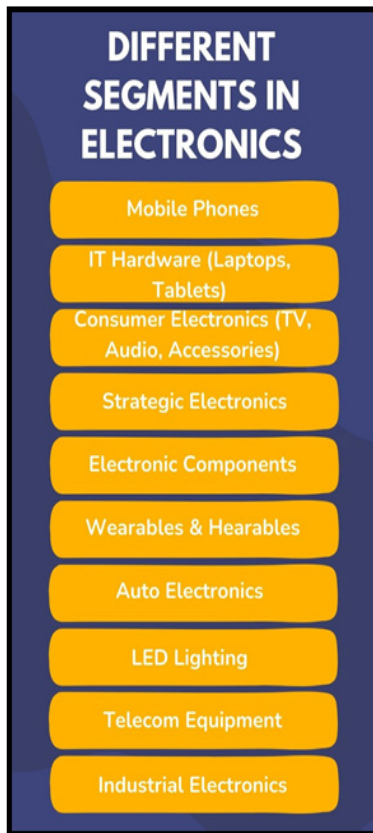 DIFFERENT
SEGMENTS IN
ELECTRONICS
Mobile Phones
IT Hardware (Laptops,
Tablets)
Consumer Electronics (TV,
Audio, Accessories)
Strategic Electronics
Electronic Components
Wearables & Hearables
Auto Electronics
LED Lighting
Telecom Equipment
Industrial Electronics